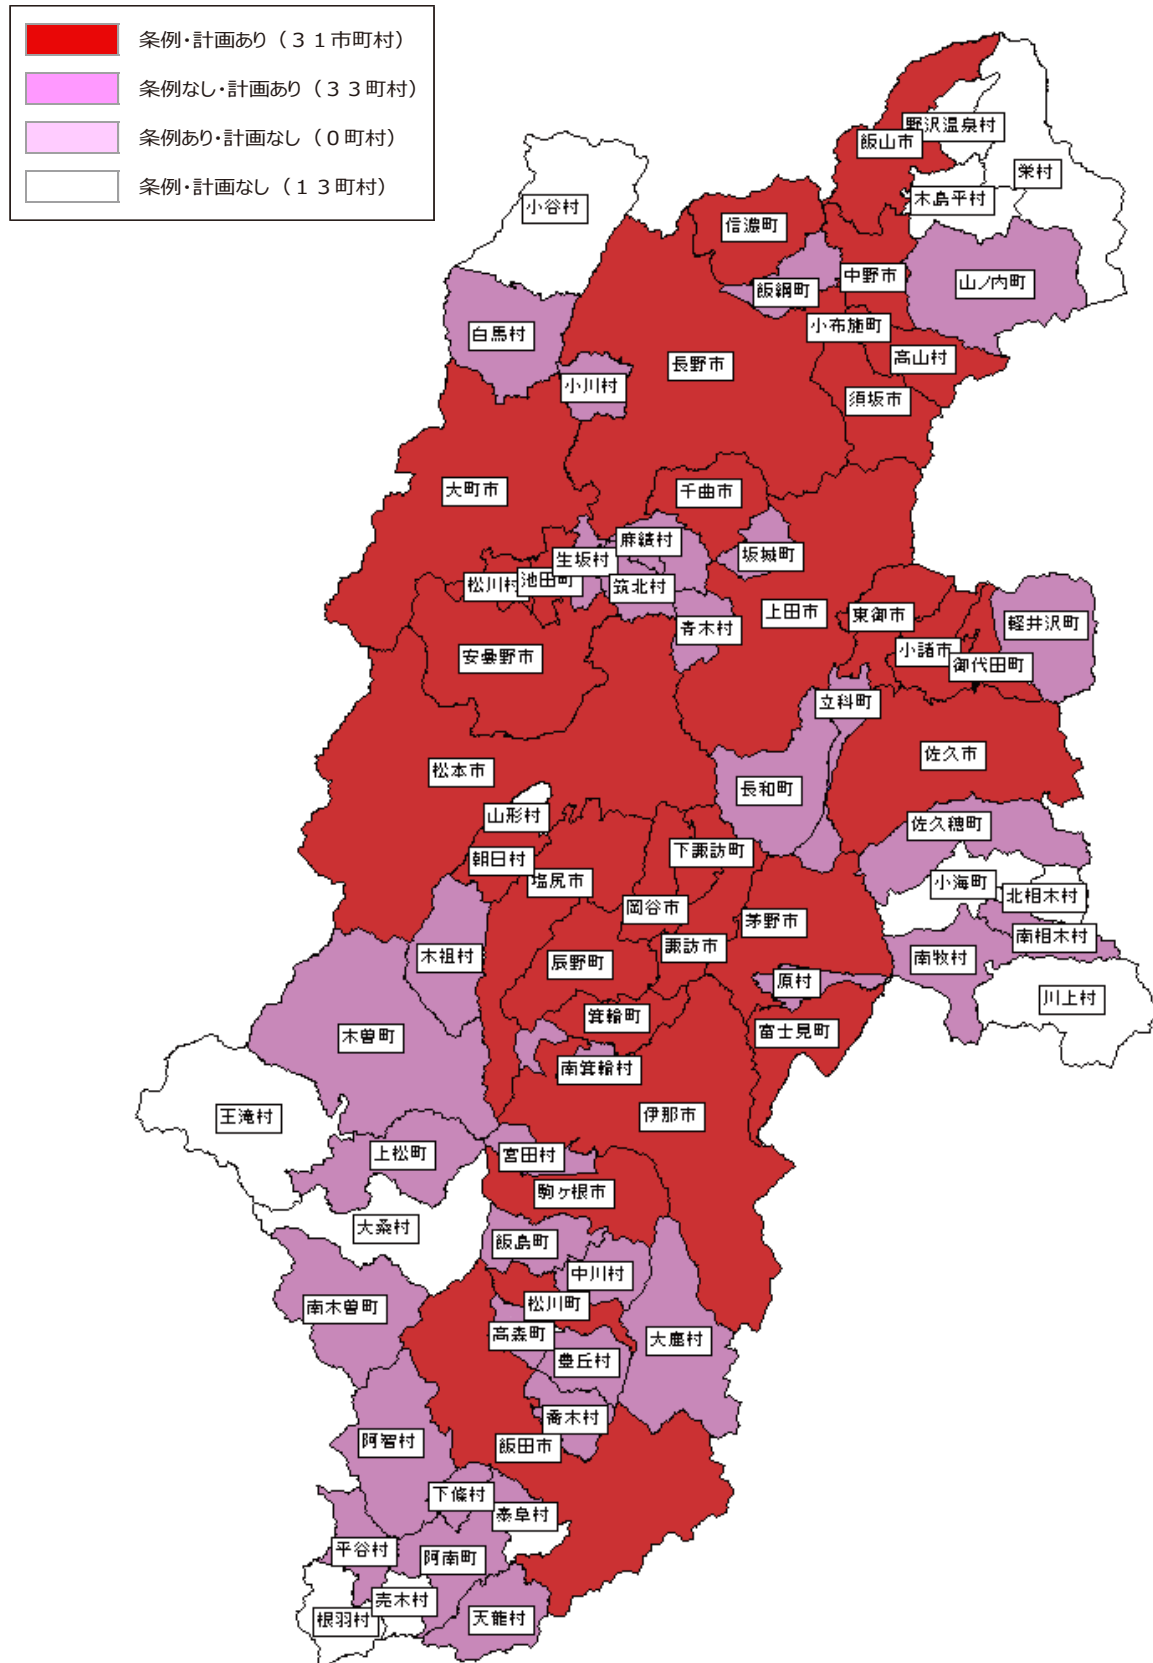 条例・計画あり（３１市町村）
条例なし・計画あり（３３町村）
条例あり・計画なし（０町村）
条例・計画なし（１３町村）
野沢温泉村
飯山市
栄村
木島平村
小谷村
信濃町
中野市
山ノ内町
飯綱町
小布施町
白馬村
高山村
長野市
小川村
須坂市
大町市
千曲市
麻績村
坂城町
生坂村
池田町
松川村
筑北村
上田市
東御市
軽井沢町
青木村
小諸市
安曇野市
御代田町
立科町
佐久市
松本市
長和町
山形村
佐久穂町
下諏訪町
朝日村
塩尻市
小海町
北相木村
岡谷市
茅野市
南相木村
諏訪市
木祖村
辰野町
南牧村
原村
川上村
箕輪町
富士見町
木曽町
南箕輪村
王滝村
伊那市
上松町
宮田村
駒ヶ根市
大桑村
飯島町
中川村
南木曽町
松川町
高森町
大鹿村
豊丘村
喬木村
阿智村
飯田市
下條村
泰阜村
平谷村
阿南町
売木村
根羽村
天龍村